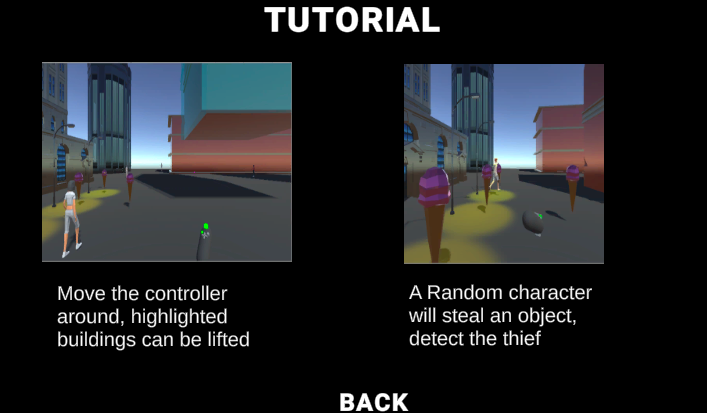 TUTORIAL
Move the controller
around, highlighted
buildings can be lifted
A Random character
will steal an object,
detect the thief
BACK